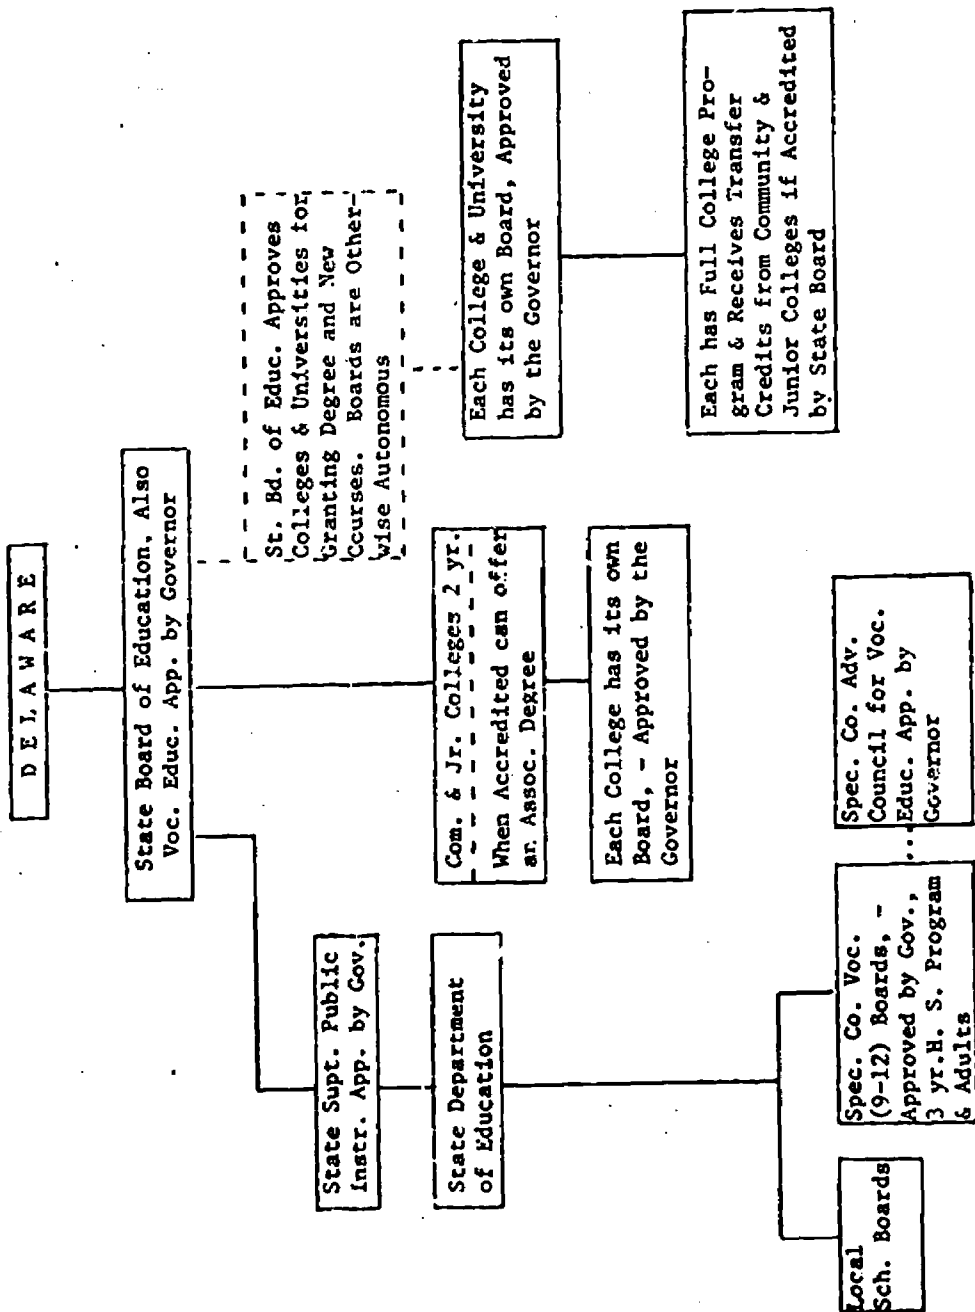 D E L A W A R E
State Board of Education, Also
Voc. Educ. App. by Governor
St. Bd. of Educ. Approves
Colleges & Universities for
Granting Degree and New
Courses. Boards are Other-
wise Autonomous
State Supt. Public
Instr. App. by Gov.
Com. & Jr. Colleges 2 yr.
When Accredited can offer
an Assoc. Degree
Each College & University
has its own Board, Approved
by the Governor
State Department
of Education
Each College has its own
Board, - Approved by the
Governor
Each has Full College Pro-
gram & Receives Transfer
Credits from Community &
Junior Colleges if Accredited
by State Board
Local
Sch. Boards
Spec. Co. Voc.
(9-12) Boards, -
Approved by Gov.,
3 yr.H. S. Program
& Adults
Spec. Co. Adv.
Council for Voc.
Educ. App. by
Governor